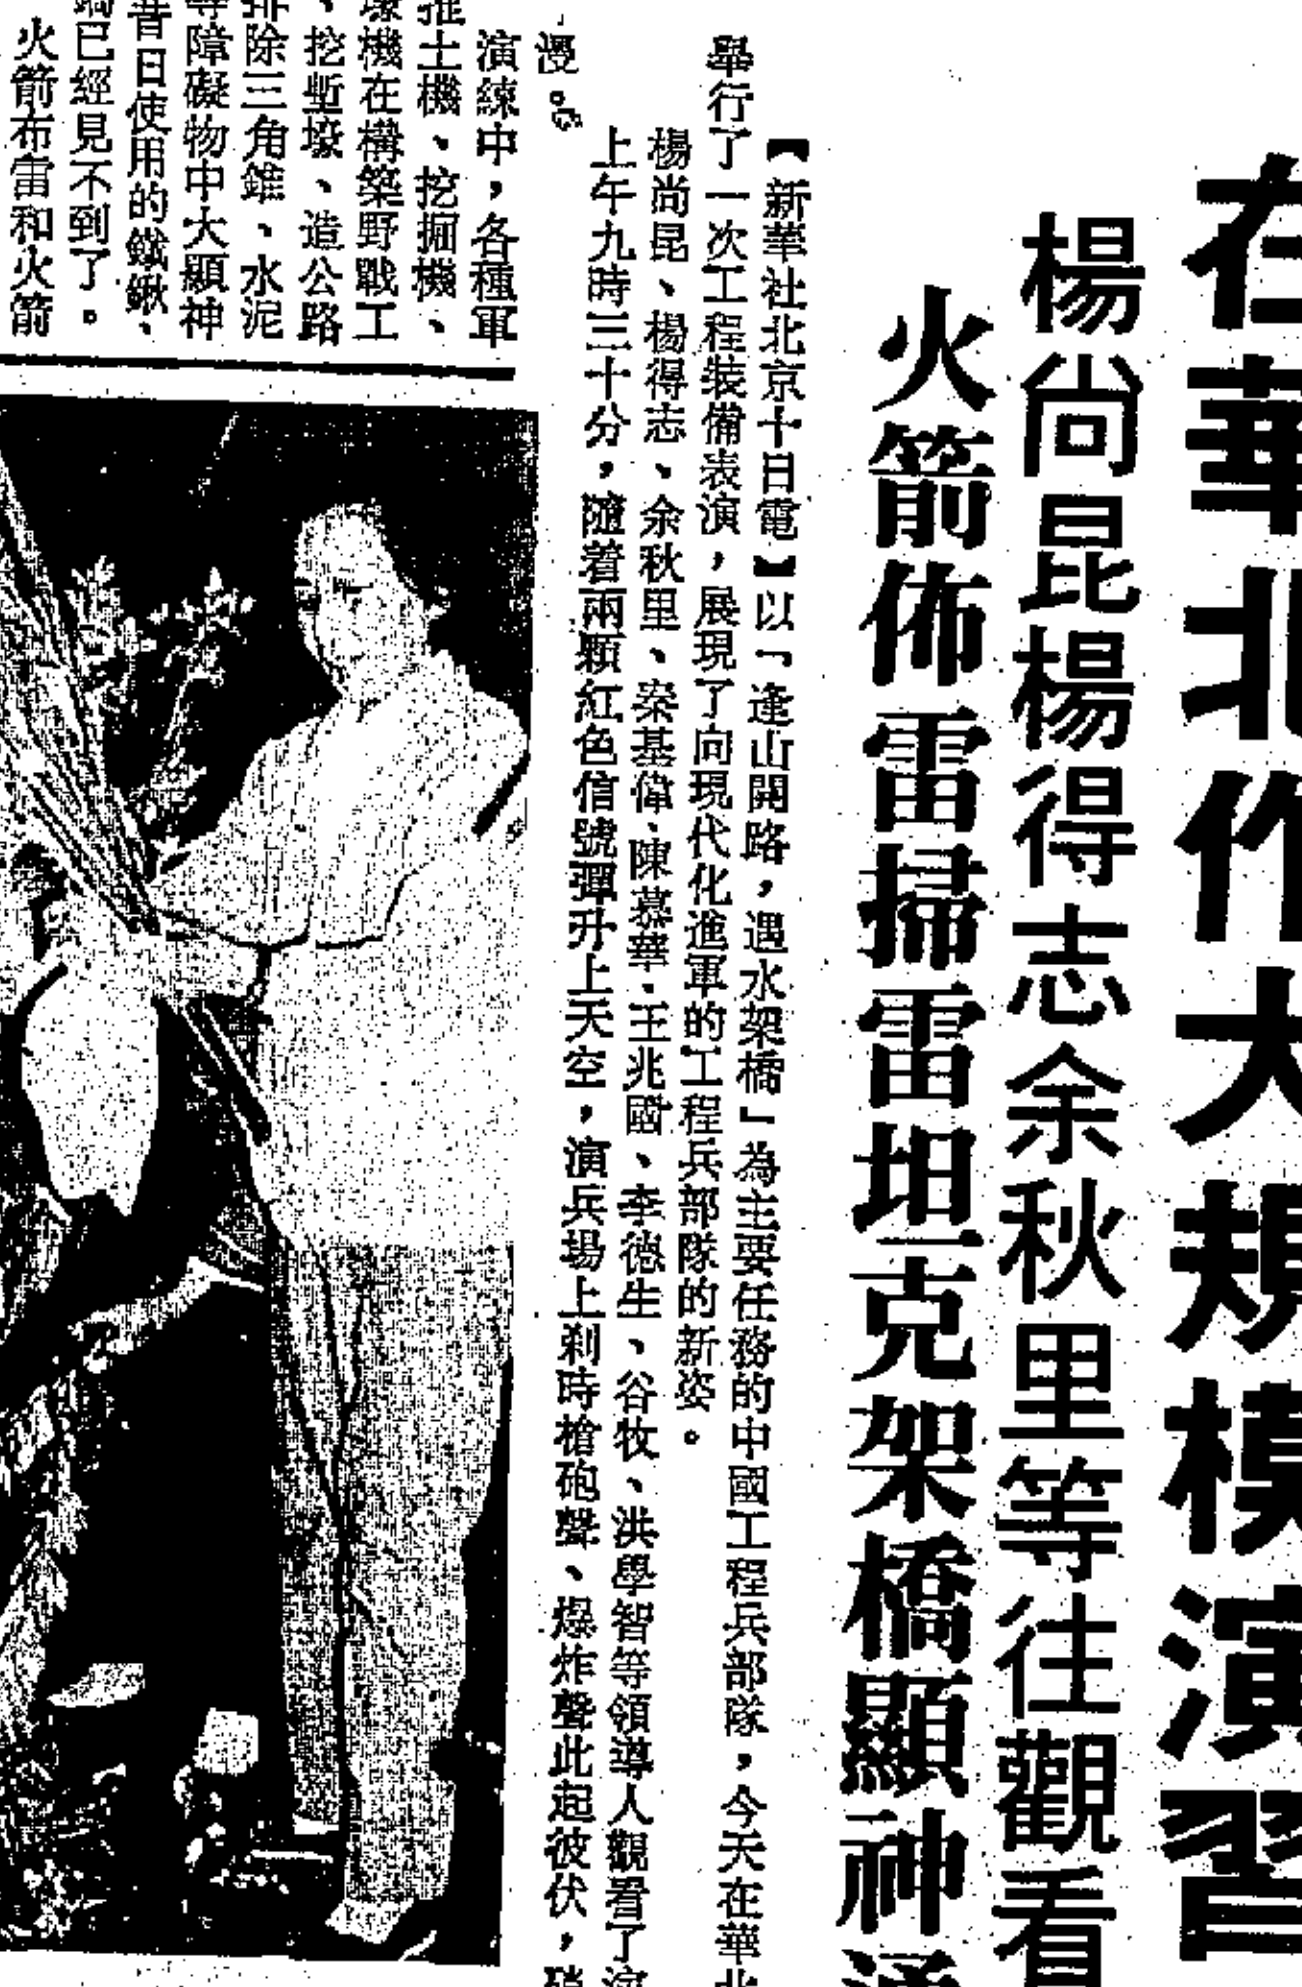 在華北作大規模演習
楊尚昆楊得志余秋里等往觀看
火箭佈雷掃雷坦克架橋顯神通
【新華社北京十日電】以「逢山開路，遇水架橋」為主要任務的中國工程兵部隊，今天在華北
舉行了一次工程裝備表演，展現了向現代化進軍的工程兵部隊的新姿。
楊尚昆、楊得志、余秋里、秦基偉、陳慕華、王兆國、李德生、谷牧、洪學智等領導人觀看了演
上午九時三十分，隨着兩顆紅色信號彈升上天空，演兵場上剎時槍砲聲、爆炸聲此起彼伏，硝
漫。
演練中，各種軍
推土機、挖掘機、
壕機在構築野戰工
、挖塹壕、造公路
排除三角錐、水泥
等障礙物中大顯神
昔日使用的鐵鍬、
鎬已經見不到了。
火箭布雷和火箭